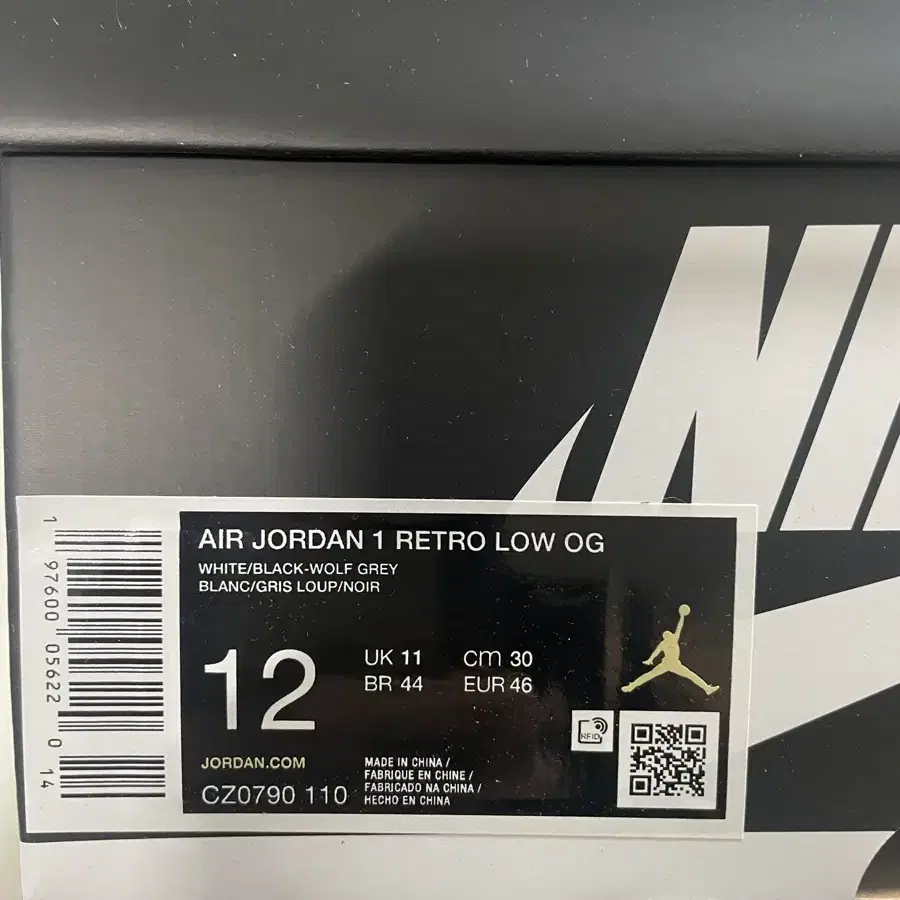 NI
AIR JORDAN 1 RETRO LOW OG
WHITE/BLACK-WOLF GREY
BLANC/GRIS LOUP/NOIR
12
UK 11 cm 30
BR 44 EUR 46
RFID
JORDAN.COM
CZ0790 110
MADE IN CHINA /
FABRIQUE EN CHINE /
FABRICADO NA CHINA /
HECHO EN CHINA
1 97600 05622 0 14